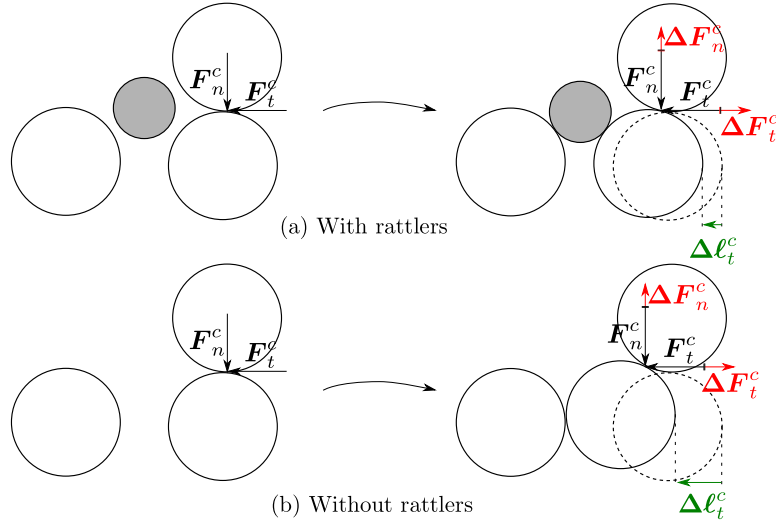 F_n^c
F_t^c
ΔF_n^c
F_n^c
F_t^c
ΔF_t^c
(a) With rattlers
Δℓ_t^c
F_n^c
F_t^c
ΔF_n^c
F_n^c
F_t^c
ΔF_t^c
Δℓ_t^c
(b) Without rattlers